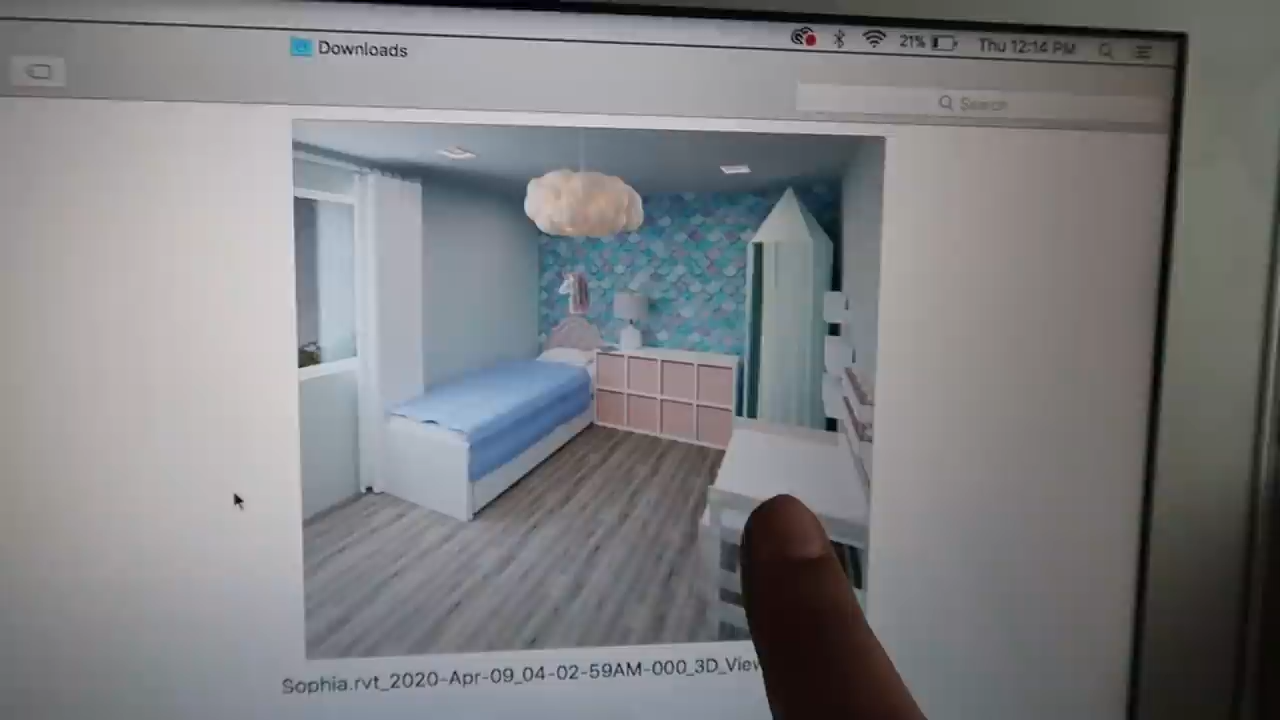 21% Thu 12:14 PM
Downloads
Search
Sophia.rvt_2020-Apr-09_04-02-59AM-000_3D_View